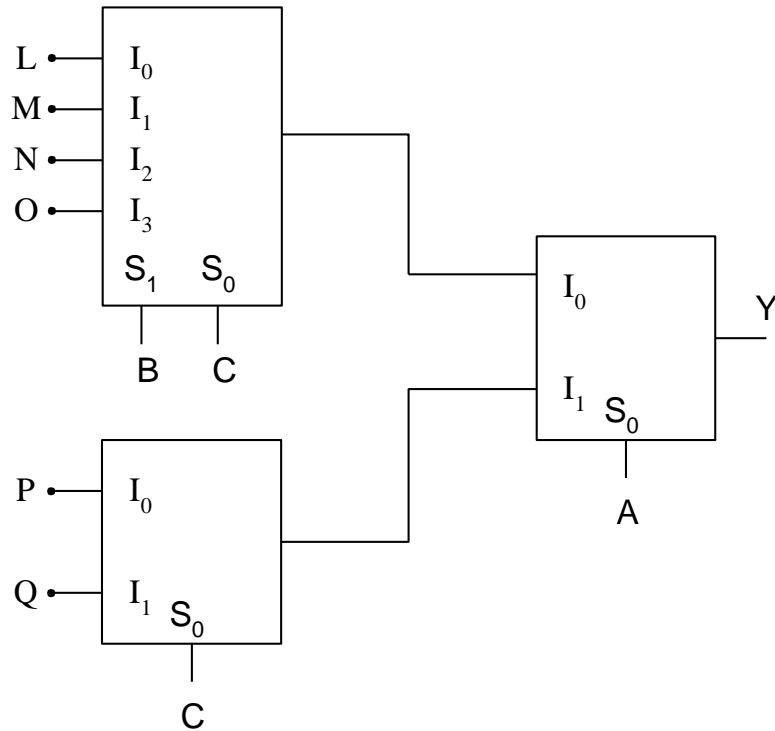 L I₀
M I₁
N I₂
O I₃
S₁ S₀
B C
I₀
Y
I₁
S₀
A
P I₀
Q I₁
S₀
C